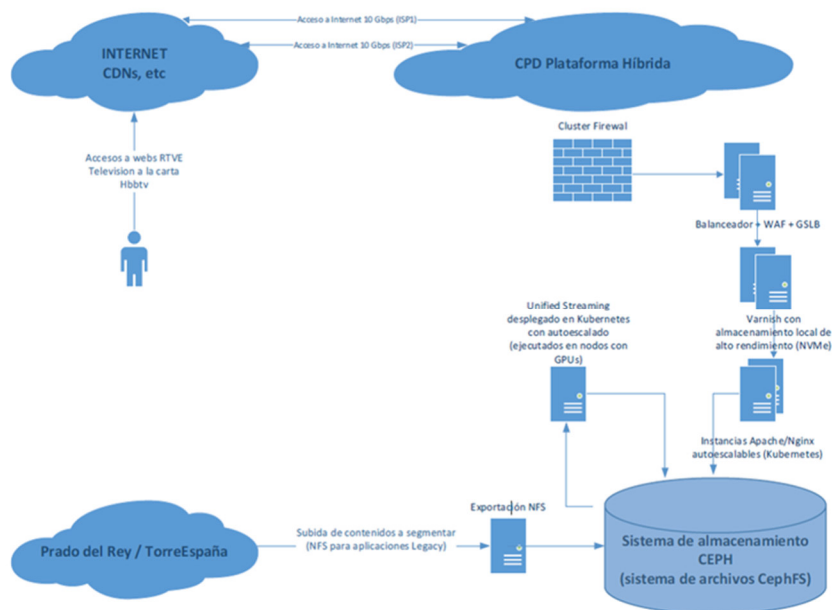 Acceso a Internet 10 Gbps (ISP1)
Acceso a Internet 10 Gbps (ISP2)
INTERNET
CDNs, etc
CPD Plataforma Híbrida
Cluster Firewal
Accesos a webs RTVE
Television a la carta
Hbbtv
Balanceador + WAF + GSLB
Unified Streaming
desplegado en Kubernetes
con autoescalado
(ejecutados en nodos con
GPUs)
Varnish con
almacenamiento local de
alto rendimiento (NVMe)
Instancias Apache/Nginx
autoescalables (Kubernetes)
Exportación NFS
Prado del Rey / TorreEspaña
Subida de contenidos a segmentar
(NFS para aplicaciones Legacy)
Sistema de almacenamiento
CEPH
(sistema de archivos CephFS)